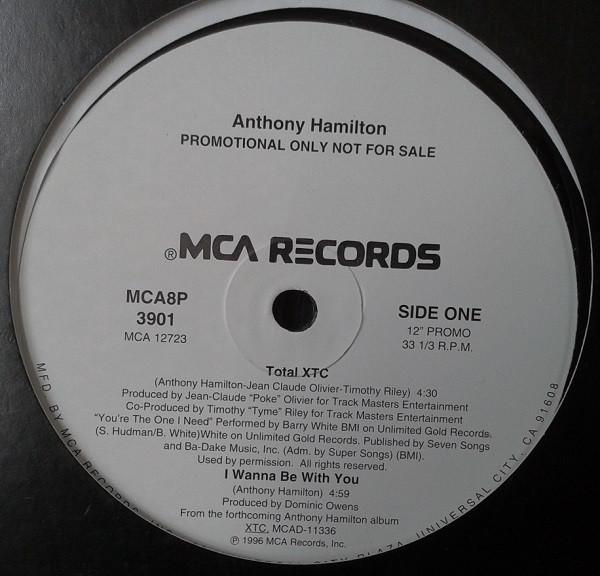 Anthony Hamilton
PROMOTIONAL ONLY NOT FOR SALE
®MCA RECORDS
MCA8P
3901
MCA 12723
SIDE ONE
12" PROMO
33 1/3 R.P.M.
Total XTC
(Anthony Hamilton-Jean Claude Olivier-Timothy Riley) 4:30
Produced by Jean-Claude "Poke" Olivier for Track Masters Entertainment
Co-Produced by Timothy "Tyme" Riley for Track Masters Entertainment
"You're The One I Need" Performed by Barry White BMI on Unlimited Gold Records.
(S. Hudman/B. White)White on Unlimited Gold Records. Published by Seven Songs
and Ba-Dake Music, Inc. (Adm. by Super Songs) (BMI).
Used by permission. All rights reserved.
I Wanna Be With You
(Anthony Hamilton) 4:59
Produced by Dominic Owens
From the forthcoming Anthony Hamilton album
XTC, MCAD-11336
℗ 1996 MCA Records, Inc.
MFD. BY MCA RECORDS, PLAZA, UNIVERSAL CITY, CA 91608